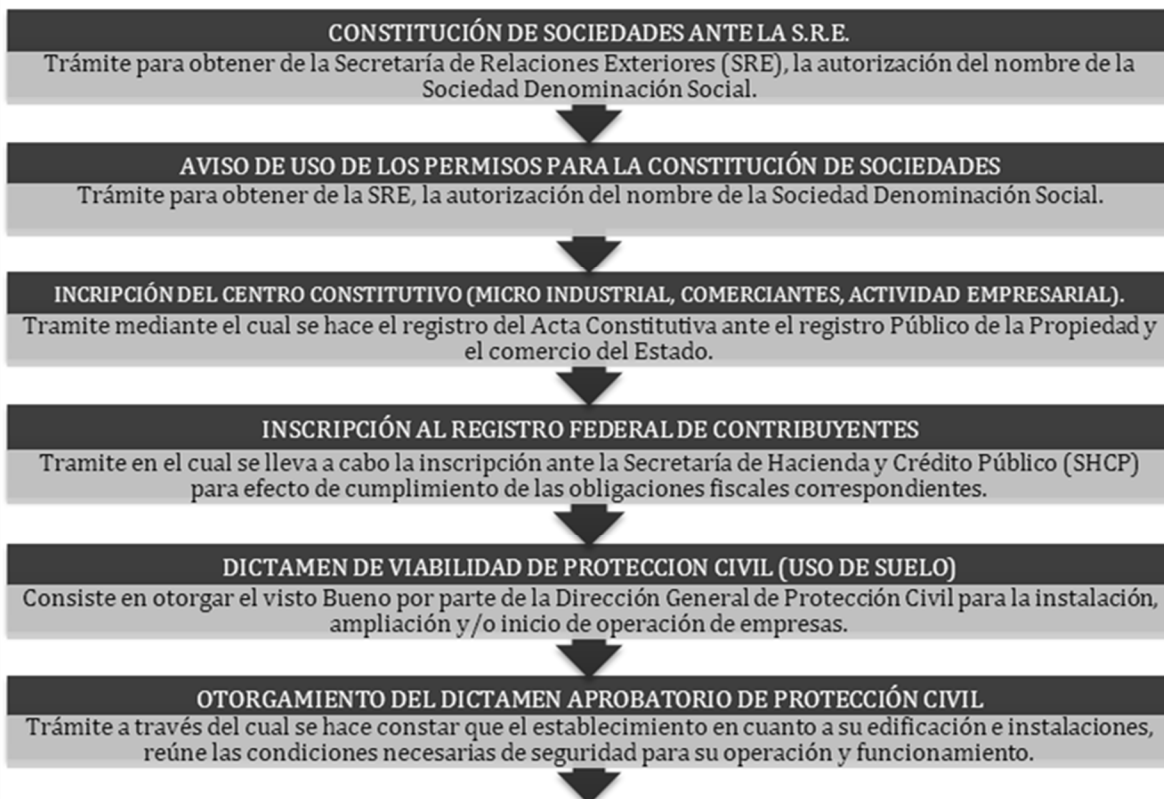 CONSTITUCIÓN DE SOCIEDADES ANTE LA S.R.E.
Trámite para obtener de la Secretaría de Relaciones Exteriores (SRE), la autorización del nombre de la
Sociedad Denominación Social.
AVISO DE USO DE LOS PERMISOS PARA LA CONSTITUCIÓN DE SOCIEDADES
Trámite para obtener de la SRE, la autorización del nombre de la Sociedad Denominación Social.
INCRIPCIÓN DEL CENTRO CONSTITUTIVO (MICRO INDUSTRIAL, COMERCIANTES, ACTIVIDAD EMPRESARIAL).
Tramite mediante el cual se hace el registro del Acta Constitutiva ante el registro Público de la Propiedad y
el comercio del Estado.
INSCRIPCIÓN AL REGISTRO FEDERAL DE CONTRIBUYENTES
Tramite en el cual se lleva a cabo la inscripción ante la Secretaría de Hacienda y Crédito Público (SHCP)
para efecto de cumplimiento de las obligaciones fiscales correspondientes.
DICTAMEN DE VIABILIDAD DE PROTECCION CIVIL (USO DE SUELO)
Consiste en otorgar el visto Bueno por parte de la Dirección General de Protección Civil para la instalación,
ampliación y/o inicio de operación de empresas.
OTORGAMIENTO DEL DICTAMEN APROBATORIO DE PROTECCIÓN CIVIL
Trámite a través del cual se hace constar que el establecimiento en cuanto a su edificación e instalaciones,
reúne las condiciones necesarias de seguridad para su operación y funcionamiento.